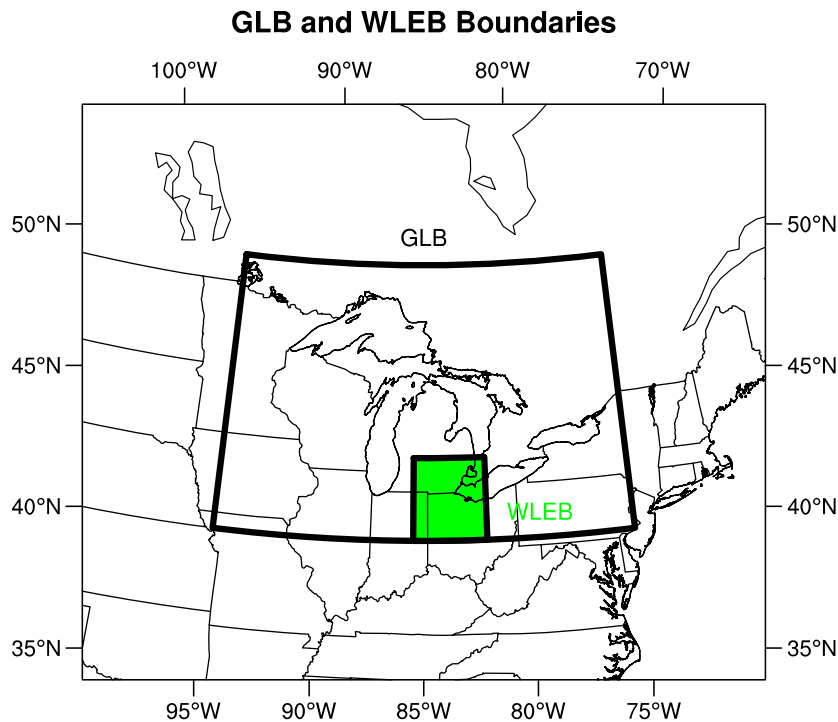 GLB and WLEB Boundaries
100°W 90°W 80°W 70°W
50°N 50°N
GLB
45°N 45°N
40°N 40°N
WLEB
35°N 35°N
95°W 90°W 85°W 80°W 75°W